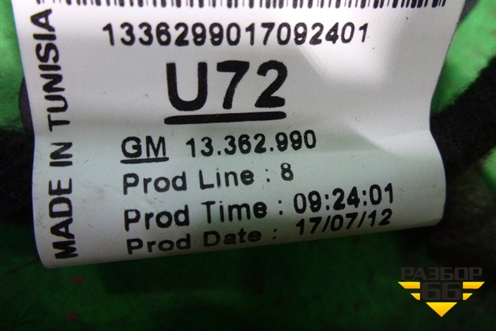 1336299017092401
U72
GM 13.362.990
Prod Line : 8
Prod Time : 09:24:01
Prod Date : 17/07/12
MADE IN TUNISIA
РАЗБОР
66